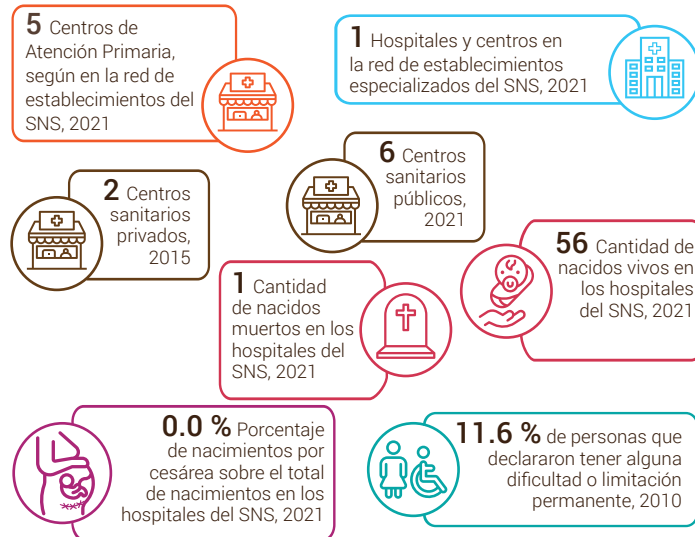 5 Centros de
Atención Primaria,
según en la red de
establecimientos del
SNS, 2021
1 Hospitales y centros en
la red de establecimientos
especializados del SNS, 2021
2 Centros
sanitarios
privados,
2015
6 Centros
sanitarios
públicos,
2021
1 Cantidad
de nacidos
muertos en los
hospitales del
SNS, 2021
56 Cantidad de
nacidos vivos en
los hospitales
del SNS, 2021
0.0 % Porcentaje
de nacimientos por
cesárea sobre el total
de nacimientos en los
hospitales del SNS, 2021
11.6 % de personas que
declararon tener alguna
dificultad o limitación
permanente, 2010